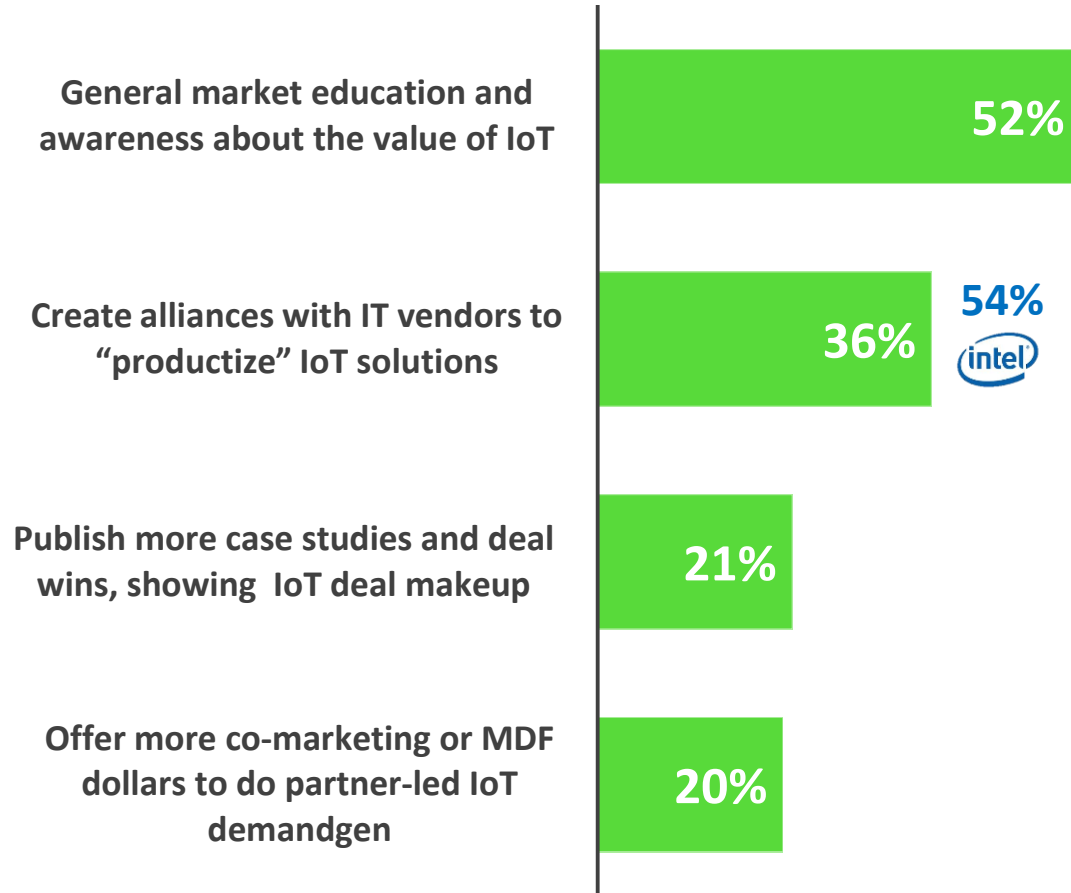 General market education and
awareness about the value of IoT
52%
Create alliances with IT vendors to
“productize” IoT solutions
36%
54%
intel
Publish more case studies and deal
wins, showing  IoT deal makeup
21%
Offer more co-marketing or MDF
dollars to do partner-led IoT
demandgen
20%